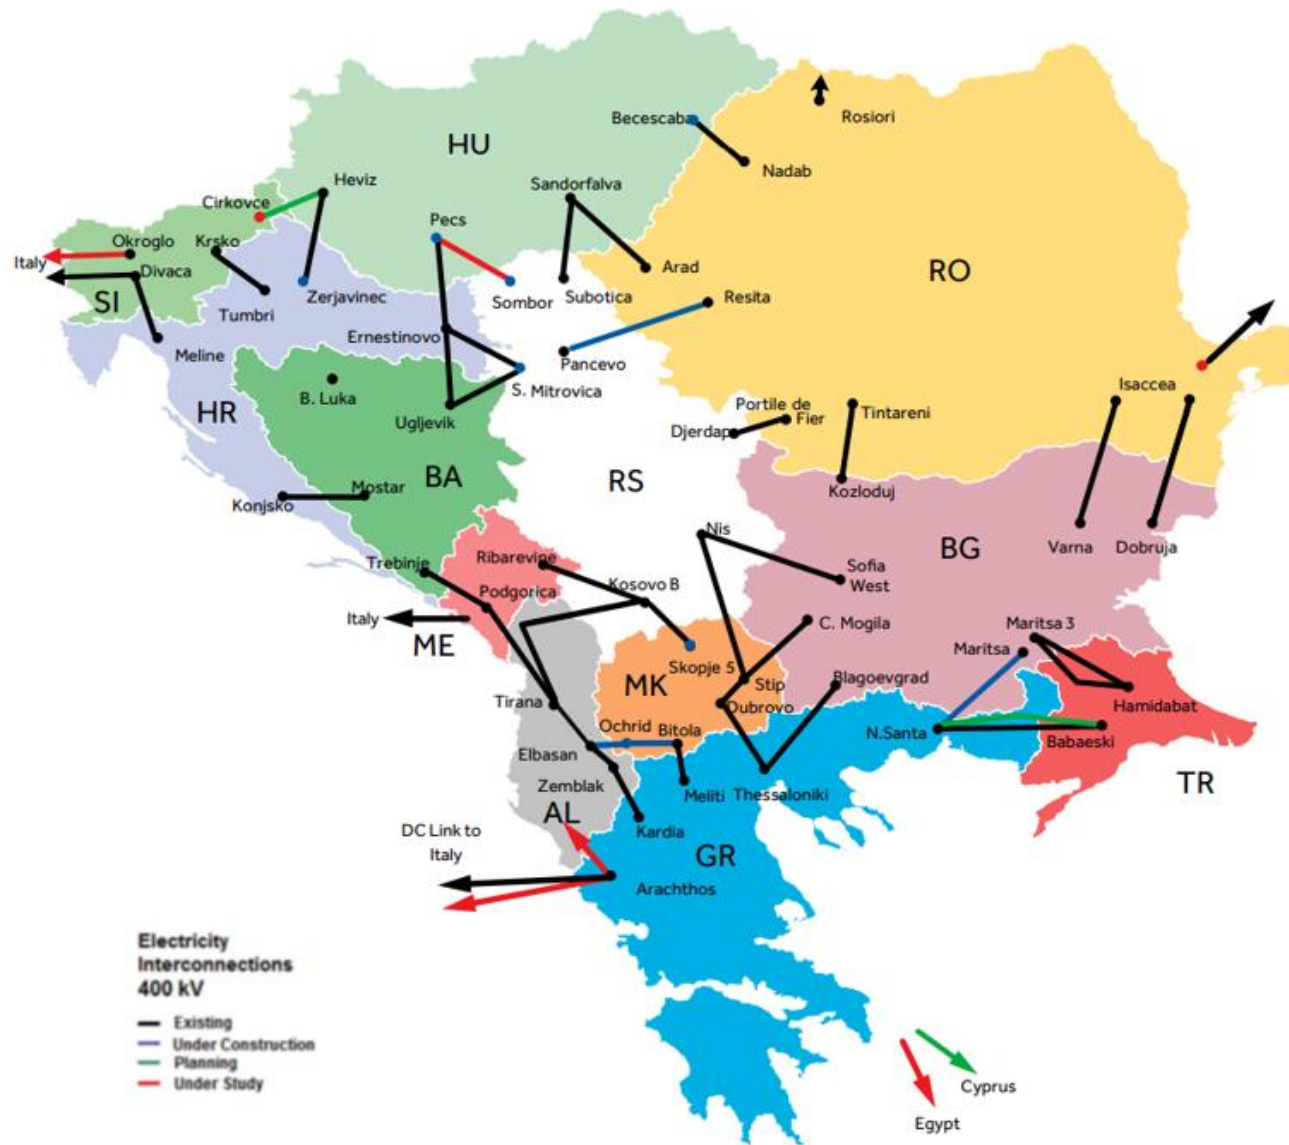 Rosiori
Becescaba
HU
Nadab
Heviz
Sandorfalva
Cirkovce
Pecs
Okroglo
Krsko
Italy
Divaca
Arad
RO
SI
Zerjavinec
Sombor
Subotica
Resita
Tumbri
Ernestinovo
Meline
Pancevo
S. Mitrovica
Isaccea
B. Luka
HR
Ugljevik
Portile de
Fier
Tintareni
Djerdap
BA
RS
Mostar
Kozloduj
Konjsko
Nis
BG
Varna
Dobruja
Trebinje
Ribarevine
Sofia
West
Kosovo B
Podgorica
Italy
ME
C. Mogila
Maritsa 3
Maritsa
Skopje 5
MK
Stip
Blagoevgrad
Tirana
Dubrovo
Hamidabat
Ochrid
Bitola
N.Santa
Babaeski
Elbasan
Zemblak
Meliti
Thessaloniki
TR
AL
Kardia
DC Link to
Italy
GR
Arachthos
Electricity
Interconnections
400 kV
Existing
Under Construction
Planning
Under Study
Cyprus
Egypt